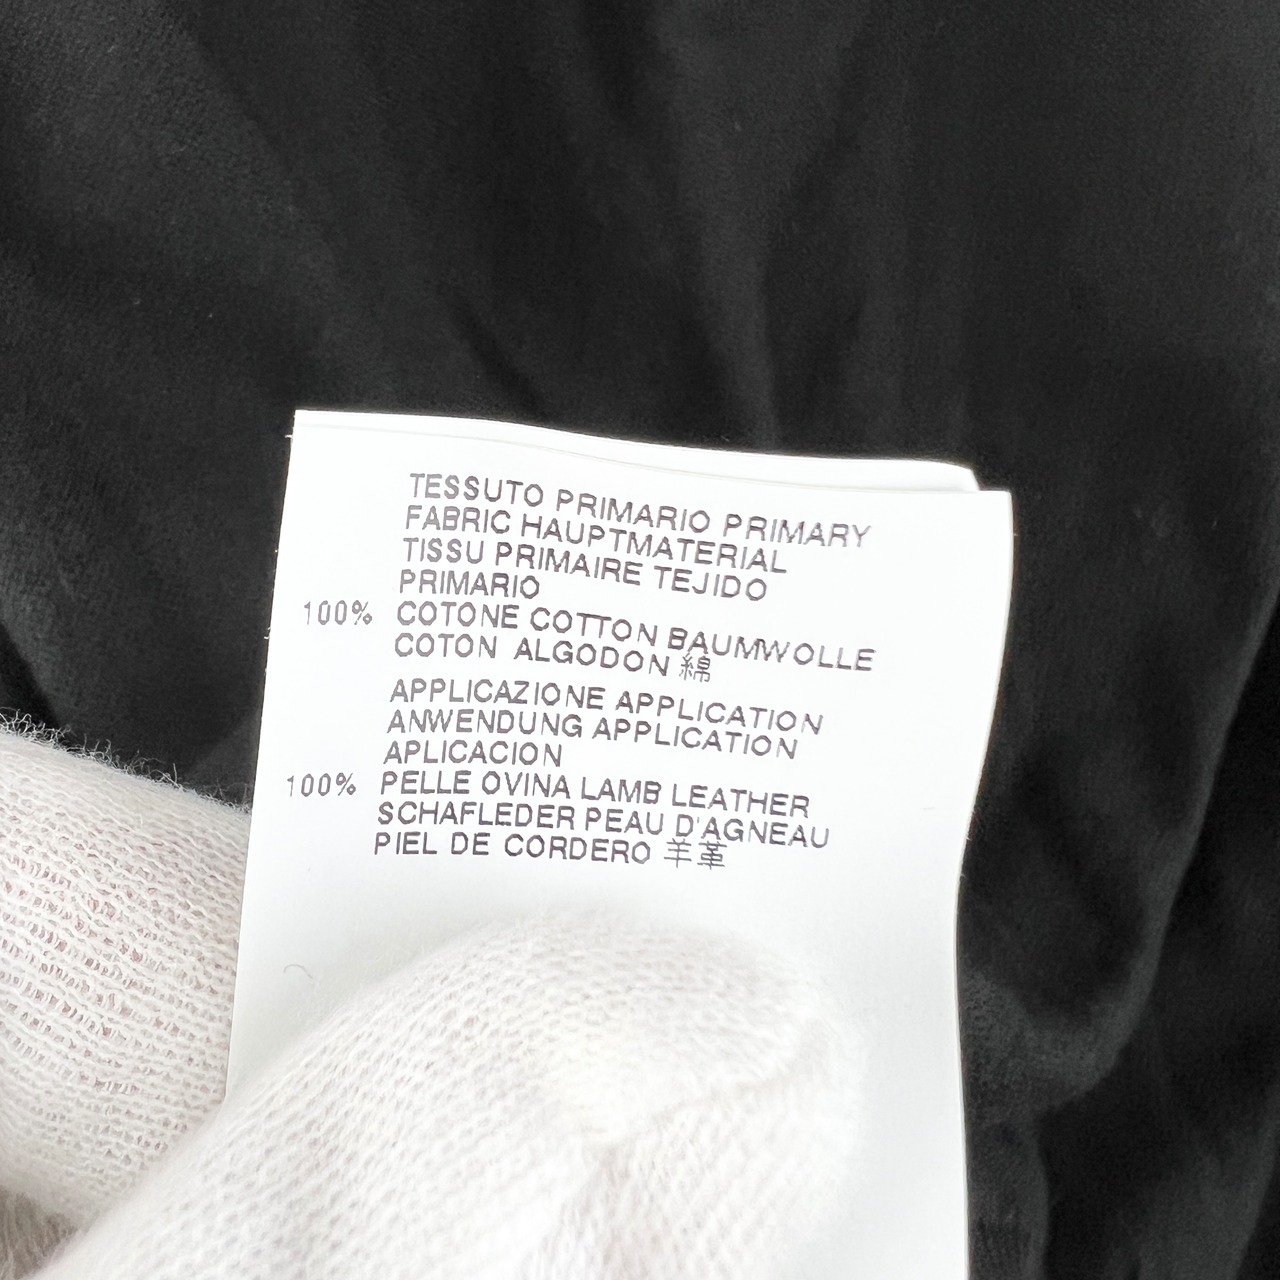 TESSUTO PRIMARIO PRIMARY
FABRIC HAUPTMATERIAL
TISSU PRIMAIRE TEJIDO
PRIMARIO
100% COTONE COTTON BAUMWOLLE
COTON ALGODON 綿
APPLICAZIONE APPLICATION
ANWENDUNG APPLICATION
APLICACION
100% PELLE OVINA LAMB LEATHER
SCHAFLEDER PEAU D'AGNEAU
PIEL DE CORDERO 羊革